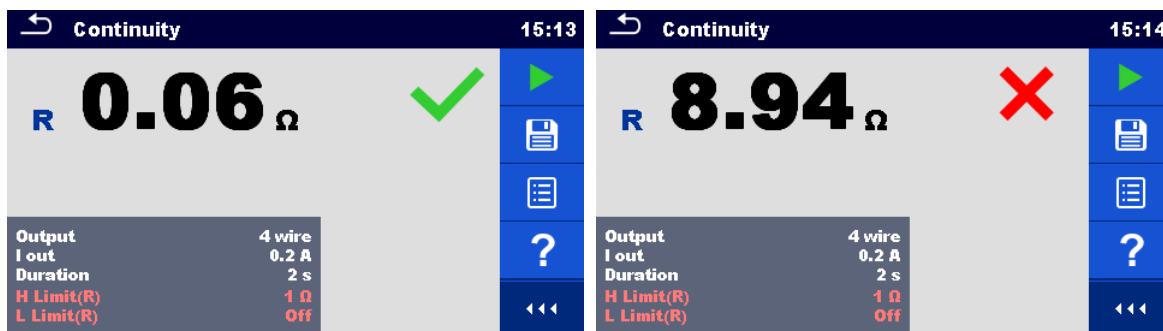 Continuity 15:13
R 0.06 Ω
Output 4 wire
I out 0.2 A
Duration 2 s
H Limit(R) 1 Ω
L Limit(R) Off
?
Continuity 15:14
R 8.94 Ω
Output 4 wire
I out 0.2 A
Duration 2 s
H Limit(R) 1 Ω
L Limit(R) Off
?